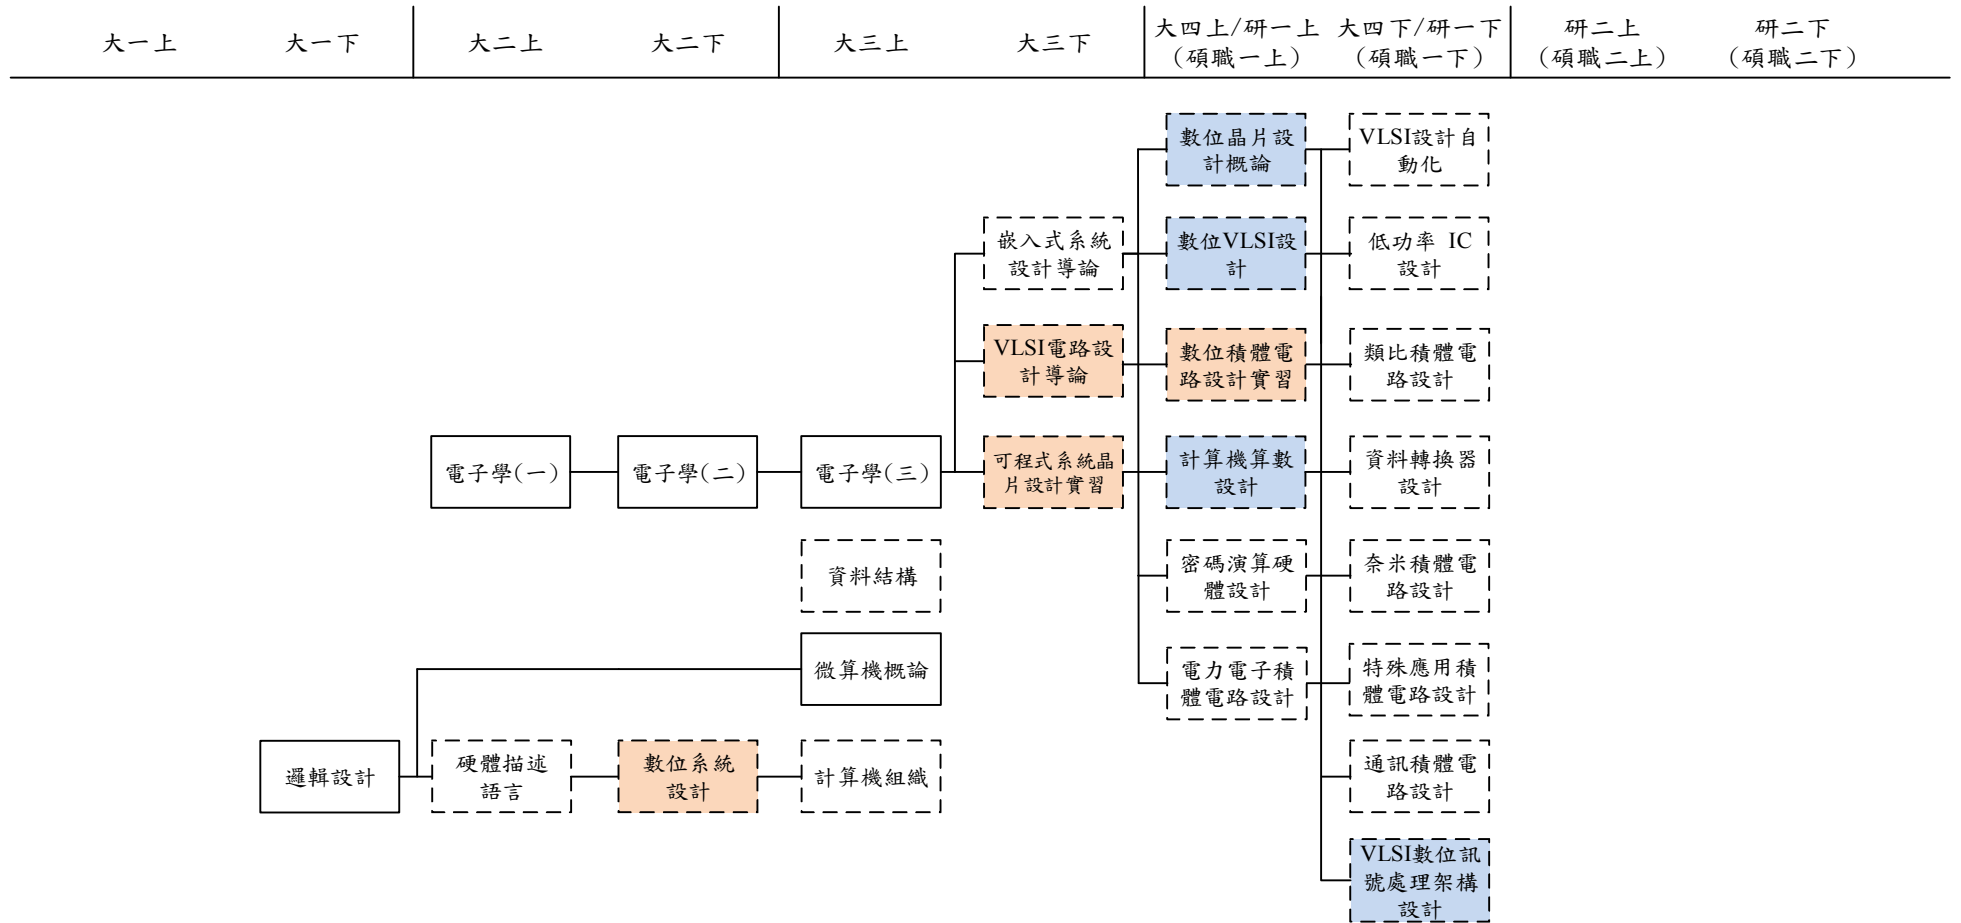 大一上
大一下
大二上
大二下
大三上
大三下
大四上/研一上
(碩職一上)
大四下/研一下
(碩職一下)
研二上
(碩職二上)
研二下
(碩職二下)
數位晶片設
計概論
VLSI設計自
動化
嵌入式系統
設計導論
數位VLSI設
計
低功率 IC
設計
VLSI電路設
計導論
數位積體電
路設計實習
類比積體電
路設計
電子學(一)
電子學(二)
電子學(三)
可程式系統晶
片設計實習
計算機算數
設計
資料轉換器
設計
資料結構
密碼演算硬
體設計
奈米積體電
路設計
微算機概論
電力電子積
體電路設計
特殊應用積
體電路設計
邏輯設計
硬體描述
語言
數位系統
設計
計算機組織
通訊積體電
路設計
VLSI數位訊
號處理架構
設計